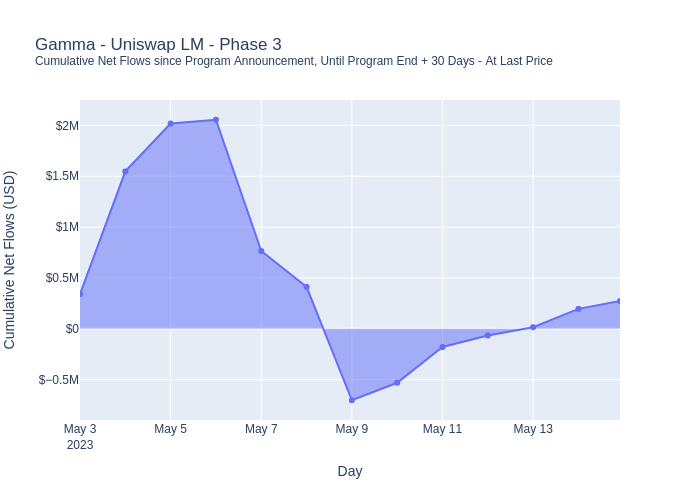 Gamma - Uniswap LM - Phase 3
Cumulative Net Flows since Program Announcement, Until Program End + 30 Days - At Last Price
Cumulative Net Flows (USD)
$2M
$1.5M
$1M
$0.5M
$0
$−0.5M
May 3 May 5 May 7 May 9 May 11 May 13
2023
Day